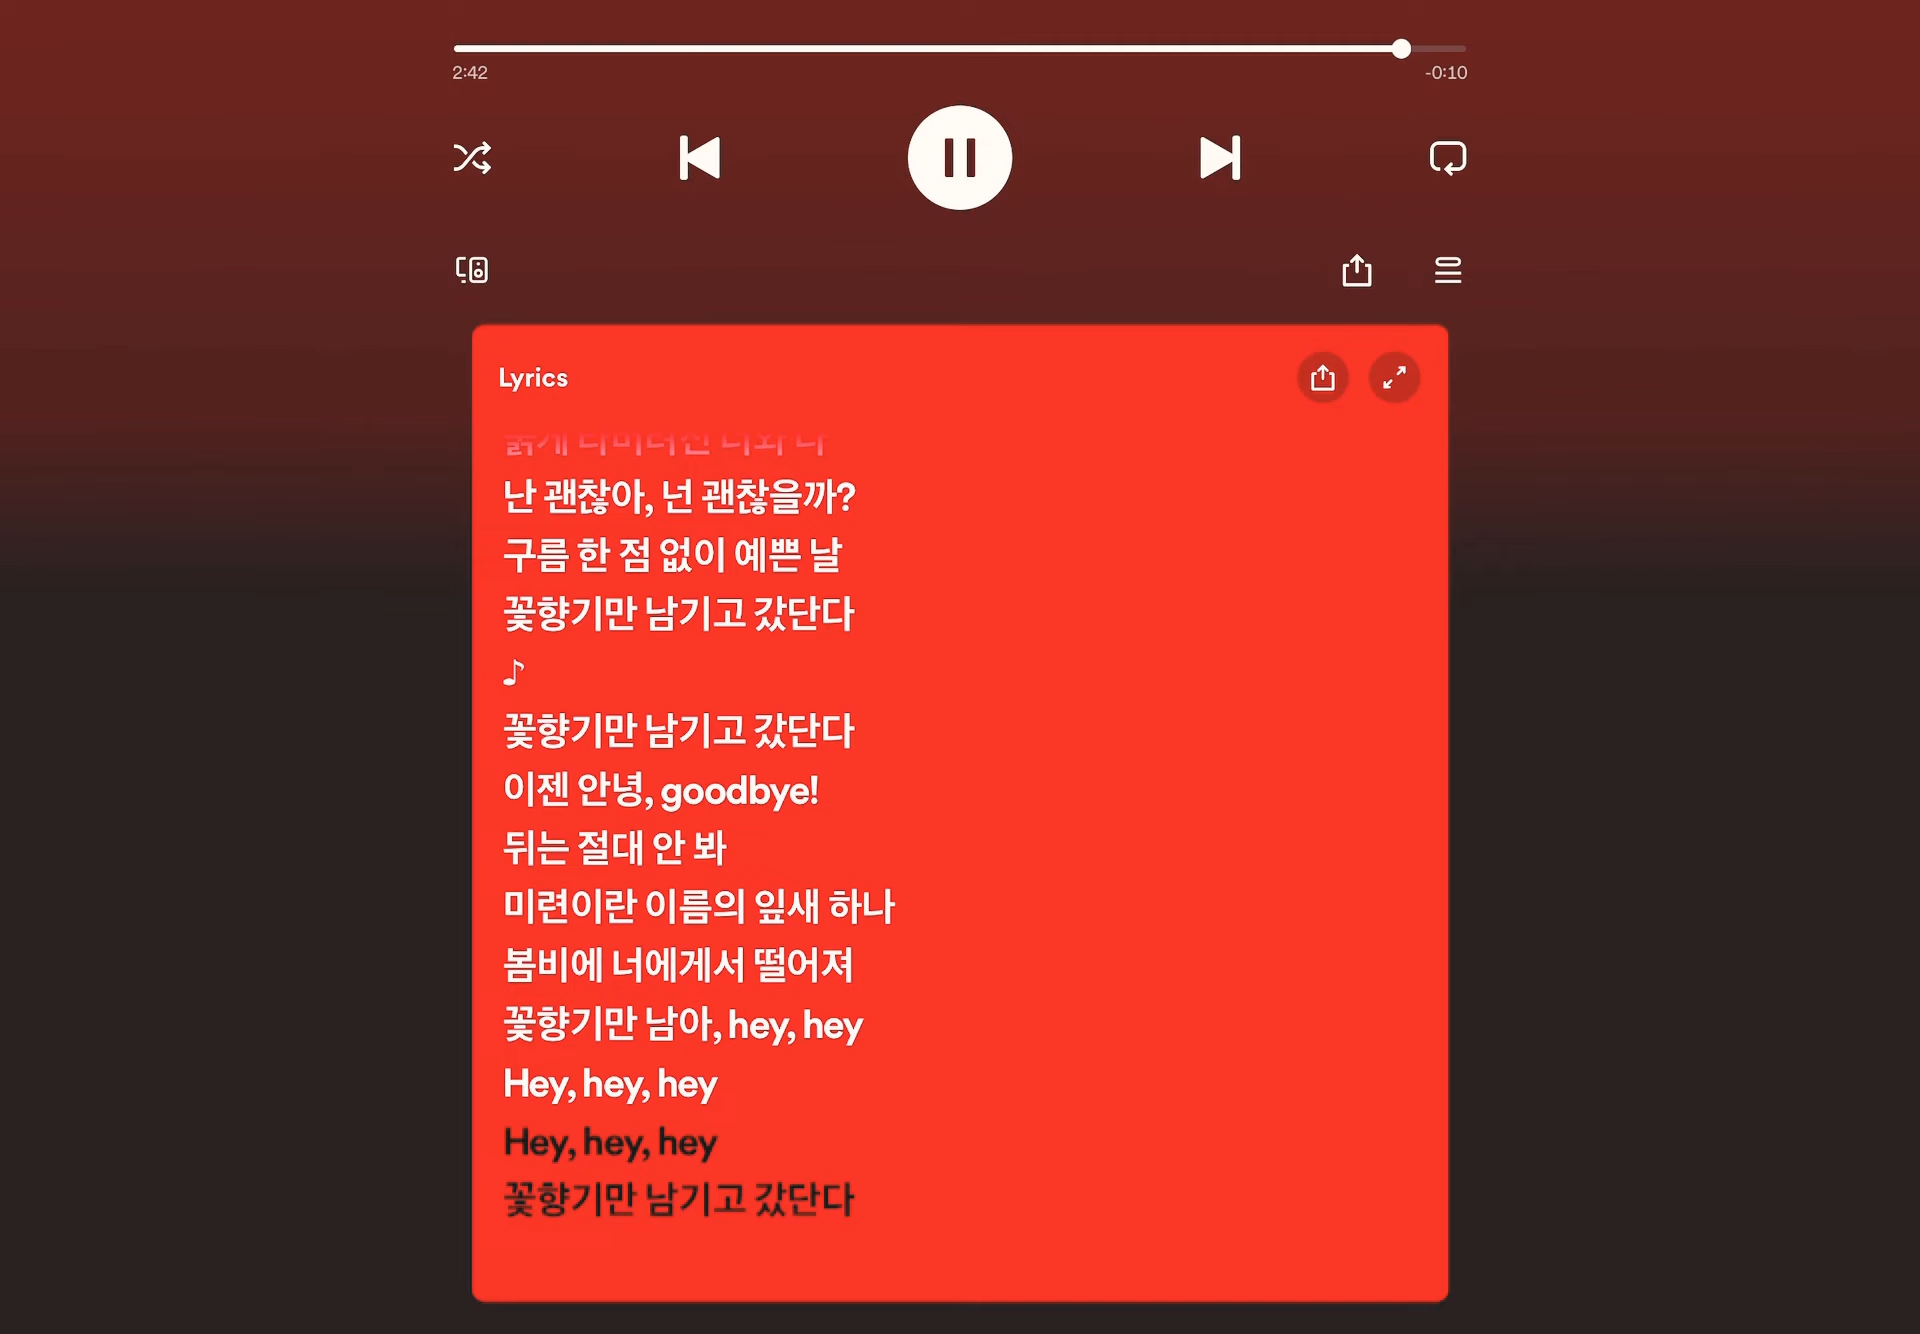 2:42
-0:10
Lyrics
너와 나
난 괜찮아, 넌 괜찮을까?
구름 한 점 없이 예쁜 날
꽃향기만 남기고 갔단다
♪
꽃향기만 남기고 갔단다
이젠 안녕, goodbye!
뒤는 절대 안 봐
미련이란 이름의 잎새 하나
봄비에 너에게서 떨어져
꽃향기만 남아, hey, hey
Hey, hey, hey
Hey, hey, hey
꽃향기만 남기고 갔단다